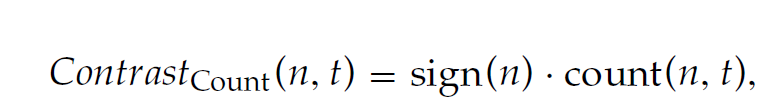 Contrast_Count(n, t) = sign(n) · count(n, t),